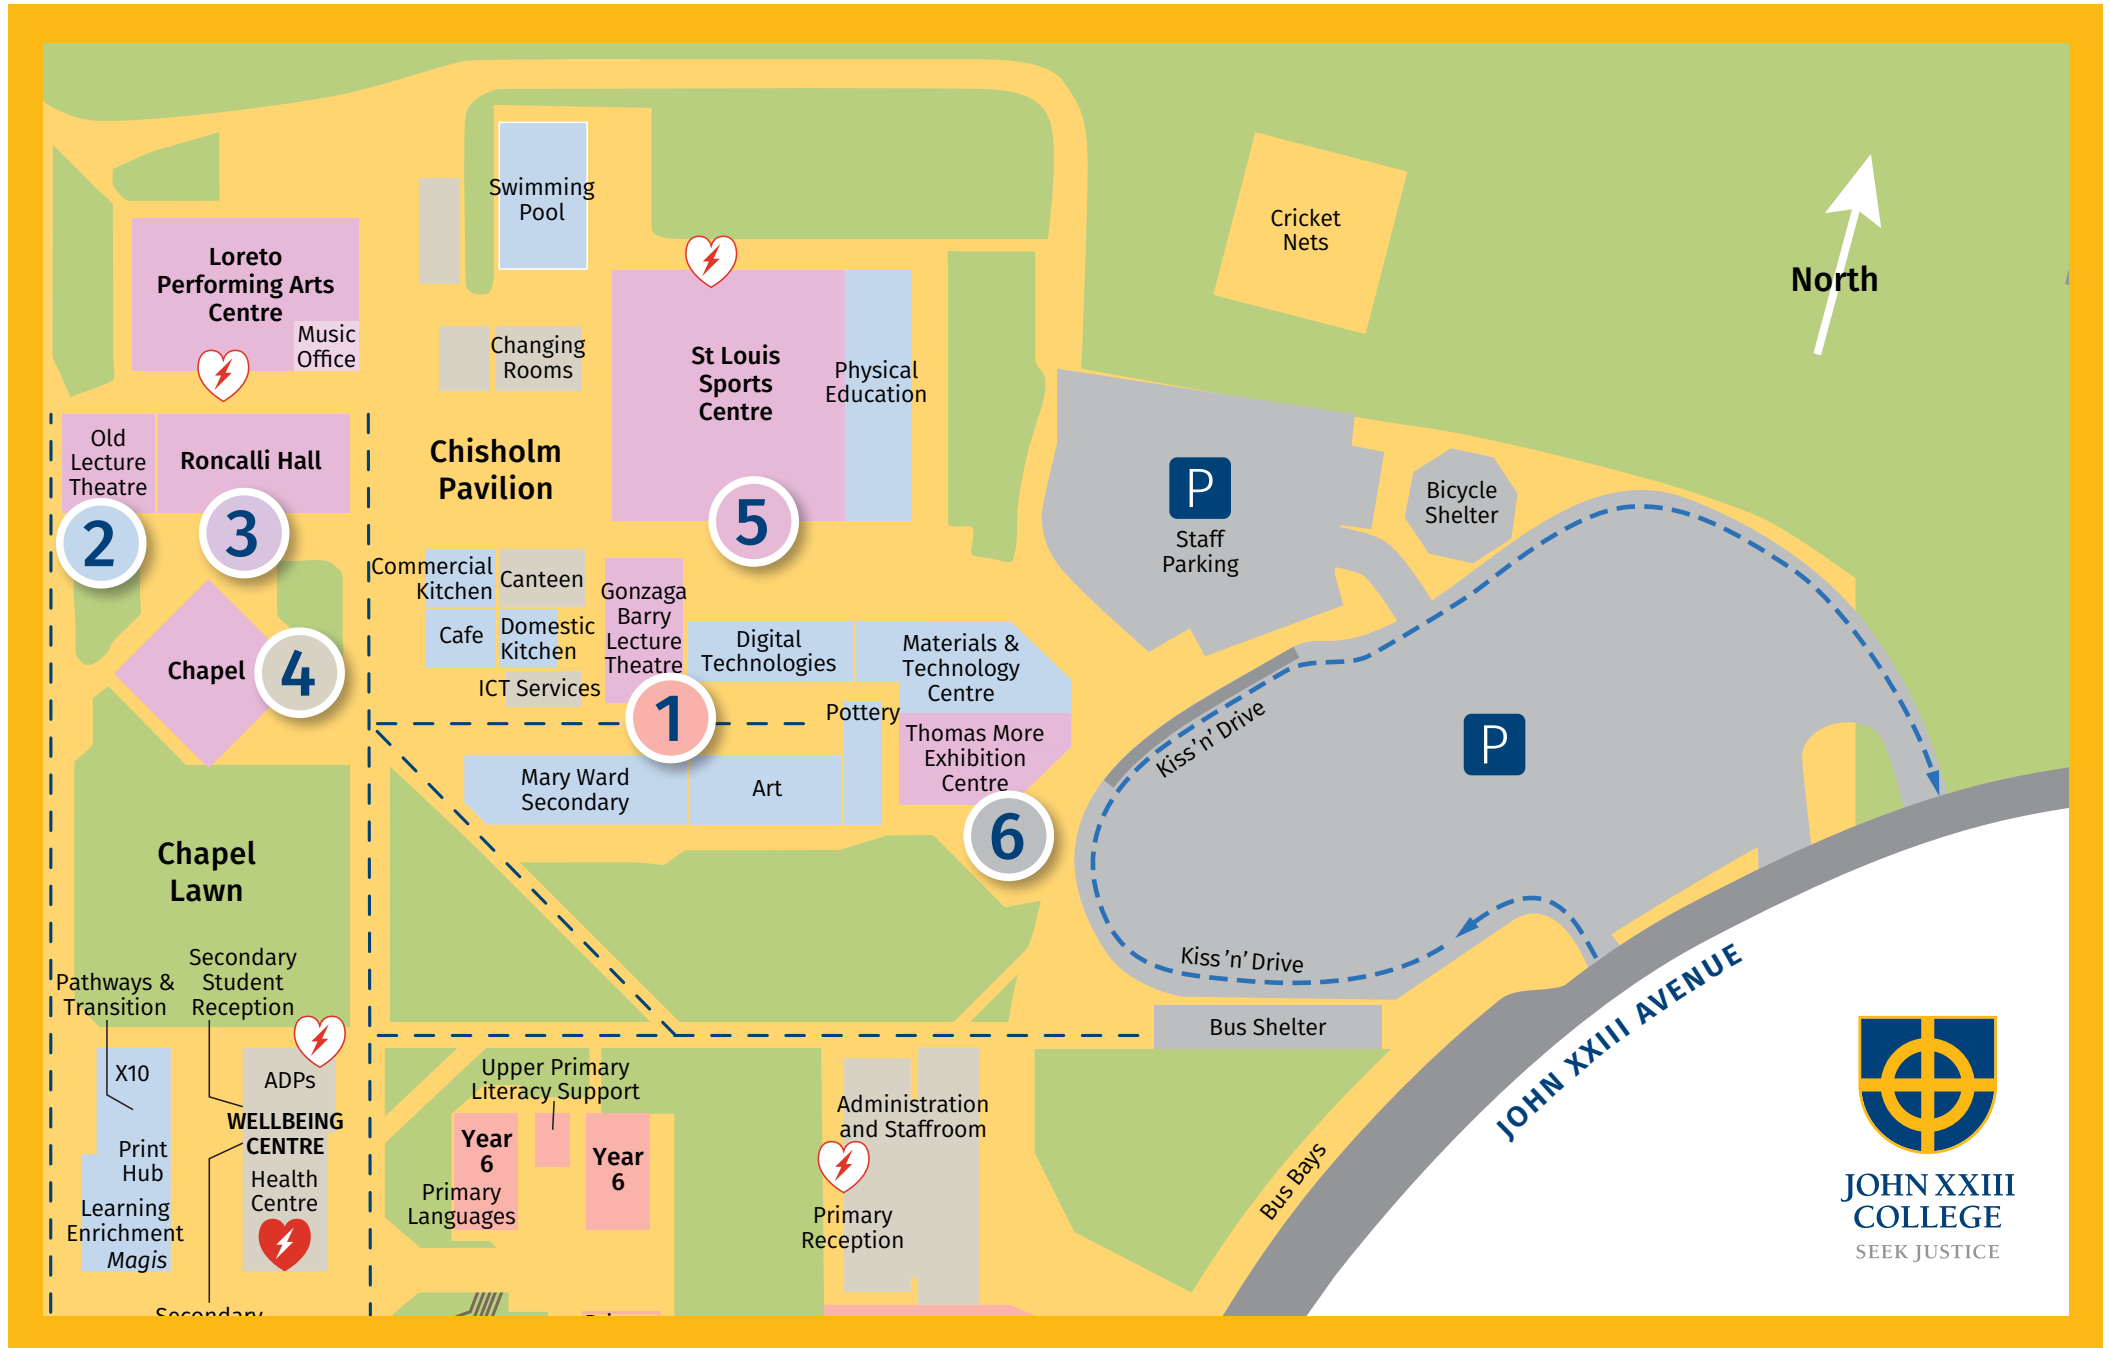 Swimming
Pool
Cricket
Nets
North
Loreto
Performing Arts
Centre
Music
Office
Changing
Rooms
St Louis
Sports
Centre
Physical
Education
Old
Lecture
Theatre
Roncalli Hall
Chisholm
Pavilion
P
Staff
Parking
Bicycle
Shelter
2
3
5
Commercial
Kitchen
Canteen
Gonzaga
Barry
Lecture
Theatre
Cafe
Domestic
Kitchen
ICT Services
Digital
Technologies
Materials &
Technology
Centre
Chapel
4
1
Pottery
Thomas More
Exhibition
Centre
Kiss 'n' Drive
P
Mary Ward
Secondary
Art
6
Chapel
Lawn
Kiss 'n' Drive
Pathways &
Transition
Secondary
Student
Reception
Bus Shelter
JOHN XXIII AVENUE
X10
ADPs
Upper Primary
Literacy Support
WELLBEING
CENTRE
Print
Hub
Health
Centre
Learning
Enrichment
Magis
Year
6
Primary
Languages
Year
6
Administration
and Staffroom
Primary
Reception
Bus Bays
JOHN XXIII
COLLEGE
SEEK JUSTICE
Secondary